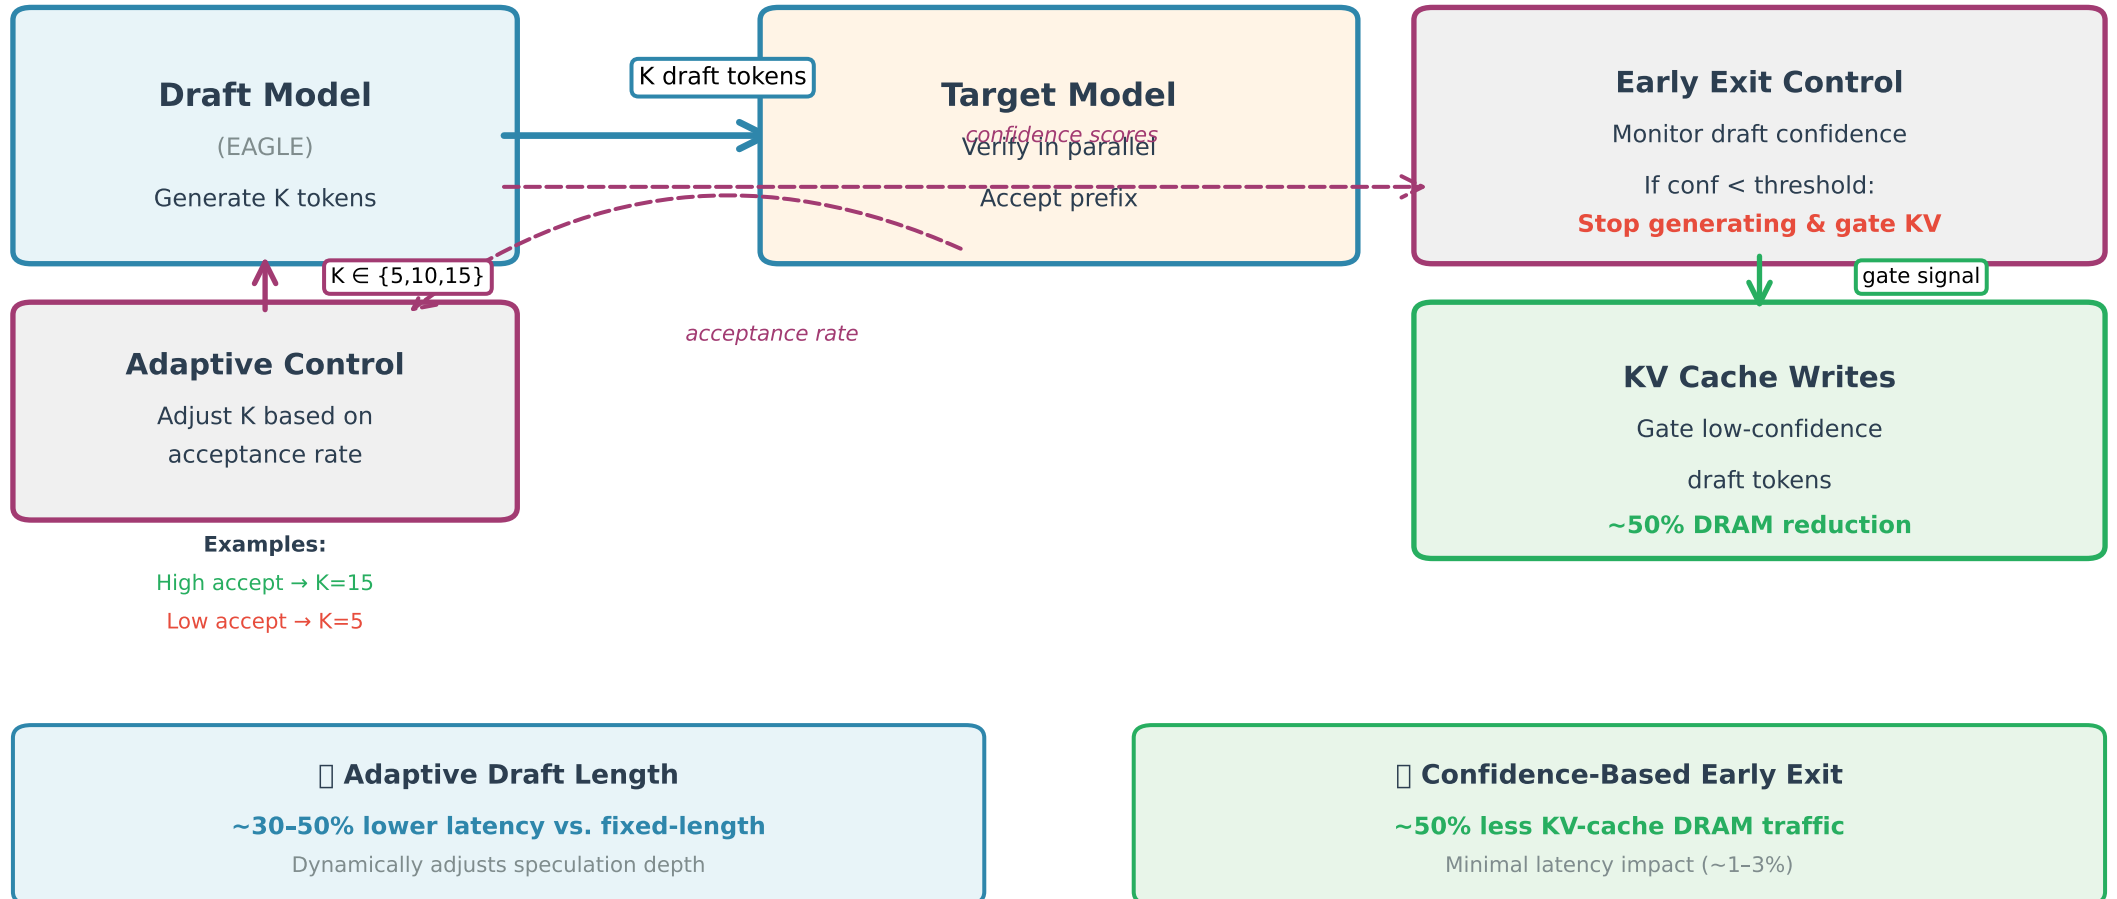 Draft Model
(EAGLE)
Generate K tokens
K draft tokens
Target Model
confidence scores
Verify in parallel
Accept prefix
Early Exit Control
Monitor draft confidence
If conf < threshold:
Stop generating & gate KV
K ∈ {5,10,15}
gate signal
acceptance rate
Adaptive Control
Adjust K based on
acceptance rate
KV Cache Writes
Gate low-confidence
draft tokens
~50% DRAM reduction
Examples:
High accept → K=15
Low accept → K=5
Adaptive Draft Length
~30–50% lower latency vs. fixed-length
Dynamically adjusts speculation depth
Confidence-Based Early Exit
~50% less KV-cache DRAM traffic
Minimal latency impact (~1–3%)